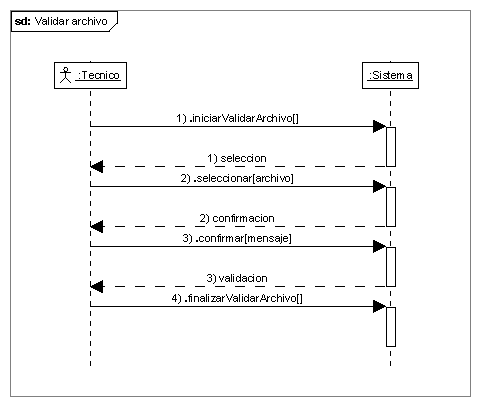 sd: Validar archivo
:Tecnico
:Sistema
1) .iniciarValidarArchivo[]
1) seleccion
2) .seleccionar[archivo]
2) confirmacion
3) .confirmar[mensaje]
3) validacion
4) .finalizarValidarArchivo[]